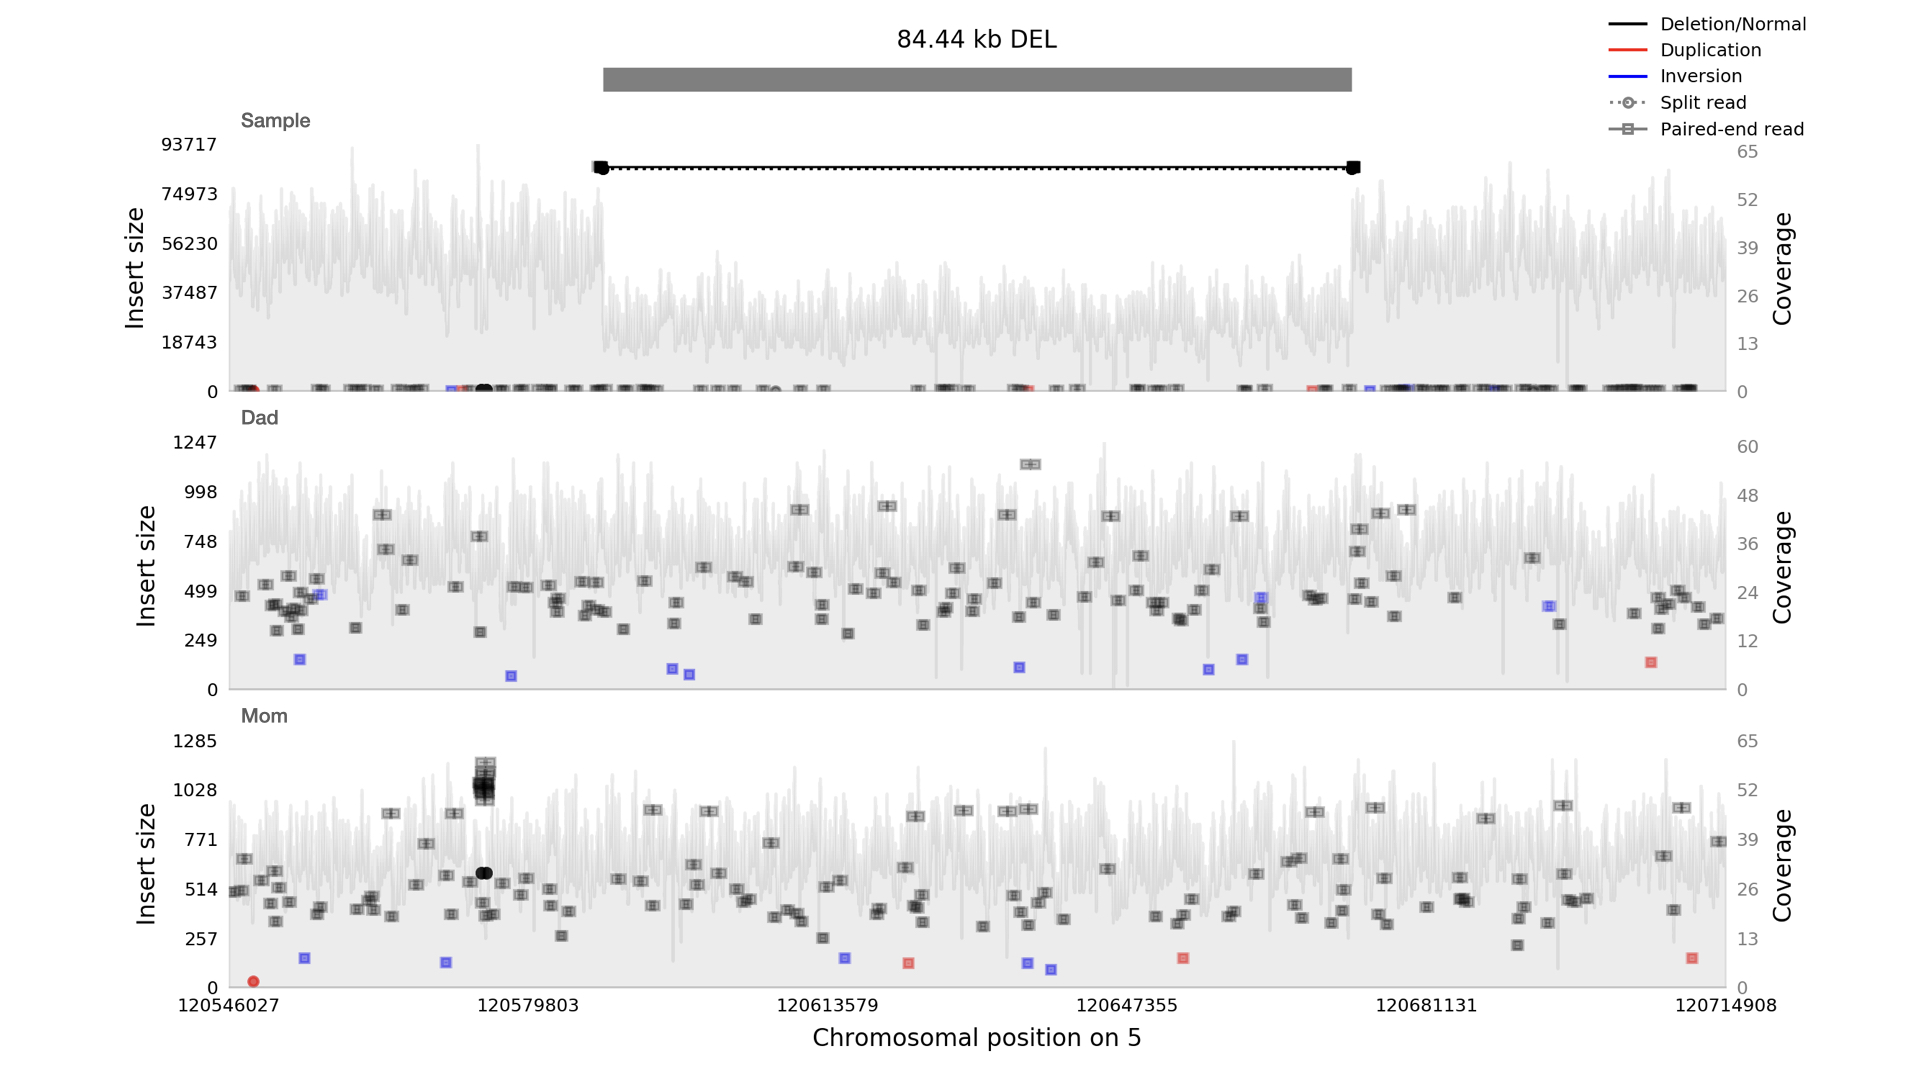 84.44 kb DEL
Deletion/Normal
Duplication
Inversion
Split read
Paired-end read
Sample
93717
74973
56230
37487
18743
0
Insert size
65
52
39
26
13
0
Coverage
Dad
1247
998
748
499
249
0
Insert size
60
48
36
24
12
0
Coverage
Mom
1285
1028
771
514
257
0
Insert size
65
52
39
26
13
0
Coverage
120546027 120579803 120613579 120647355 120681131 120714908
Chromosomal position on 5